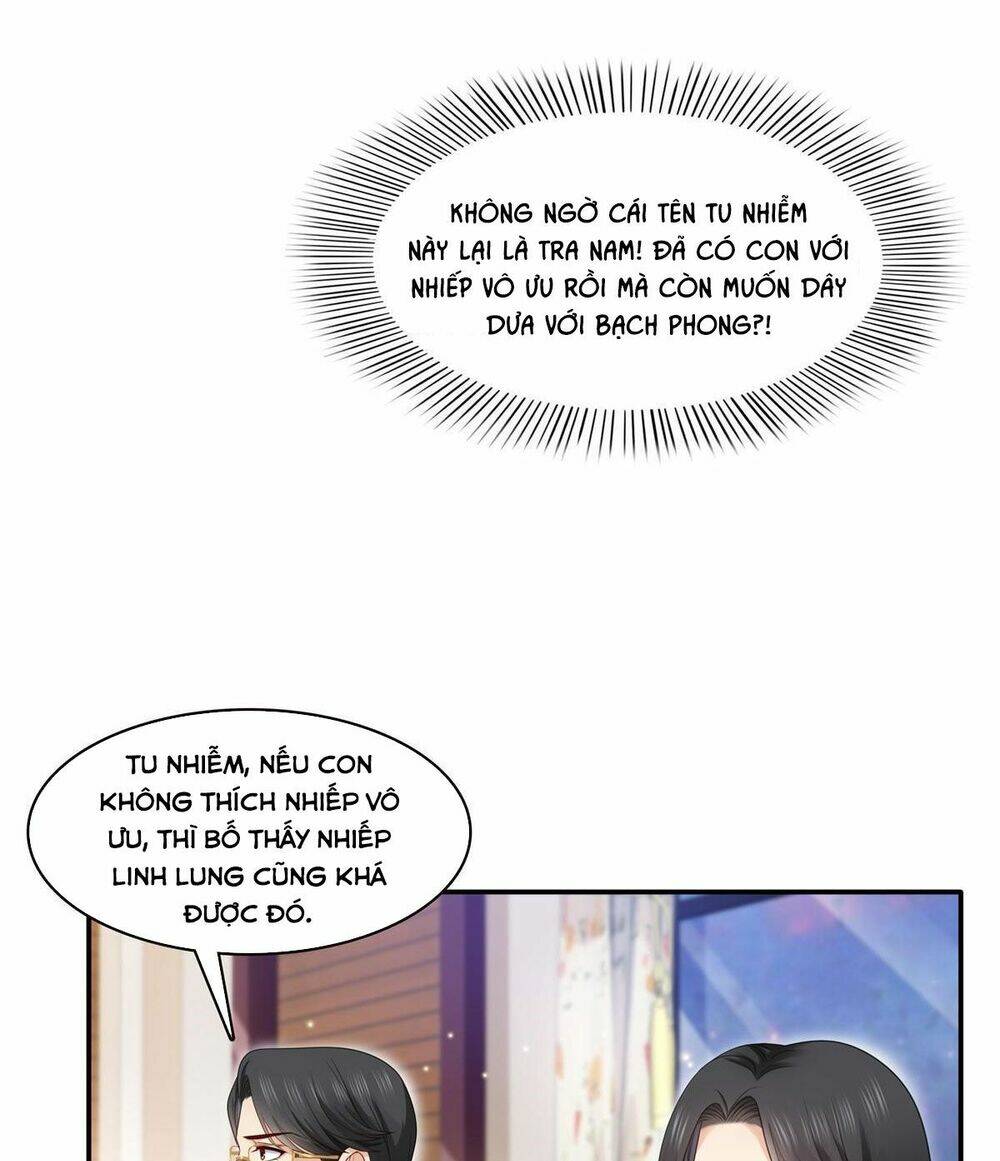 KHÔNG NGỜ CÁI TÊN TU NHIỄM
NÀY LẠI LÀ TRA NAM! ĐÃ CÓ CON VỚI
NHIẾP VÔ ƯU RỒI MÀ CÒN MUỐN DÂY
DƯA VỚI BẠCH PHONG?!
TU NHIỄM, NẾU CON
KHÔNG THÍCH NHIẾP VÔ
ƯU, THÌ BỐ THẤY NHIẾP
LINH LUNG CŨNG KHÁ
ĐƯỢC ĐÓ.